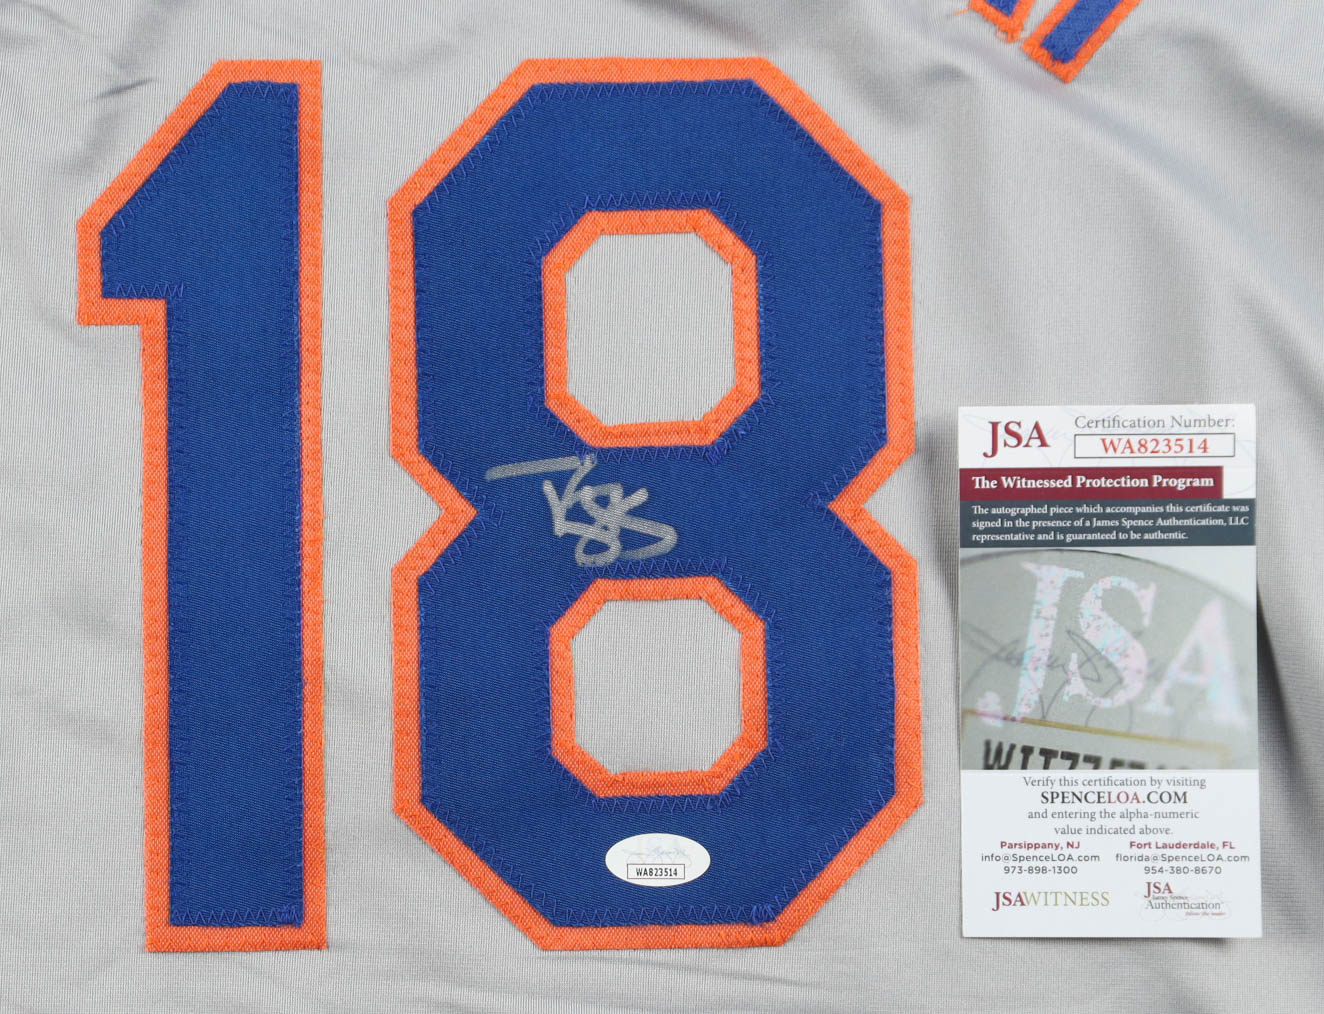 18
WA823514
JSA
Certification Number:
WA823514
The Witnessed Protection Program
The autographed piece which accompanies this certificate was
signed in the presence of a James Spence Authentication, LLC
representative and is guaranteed to be authentic.
JSA
Verify this certification by visiting
SPENCELOA.COM
and entering the alpha-numeric
value indicated above.
Parsippany, NJ
info@SpenceLOA.com
973-898-1300
Fort Lauderdale, FL
florida@SpenceLOA.com
954-380-8670
JSAWITNESS
JSA
James Spence
Authentication